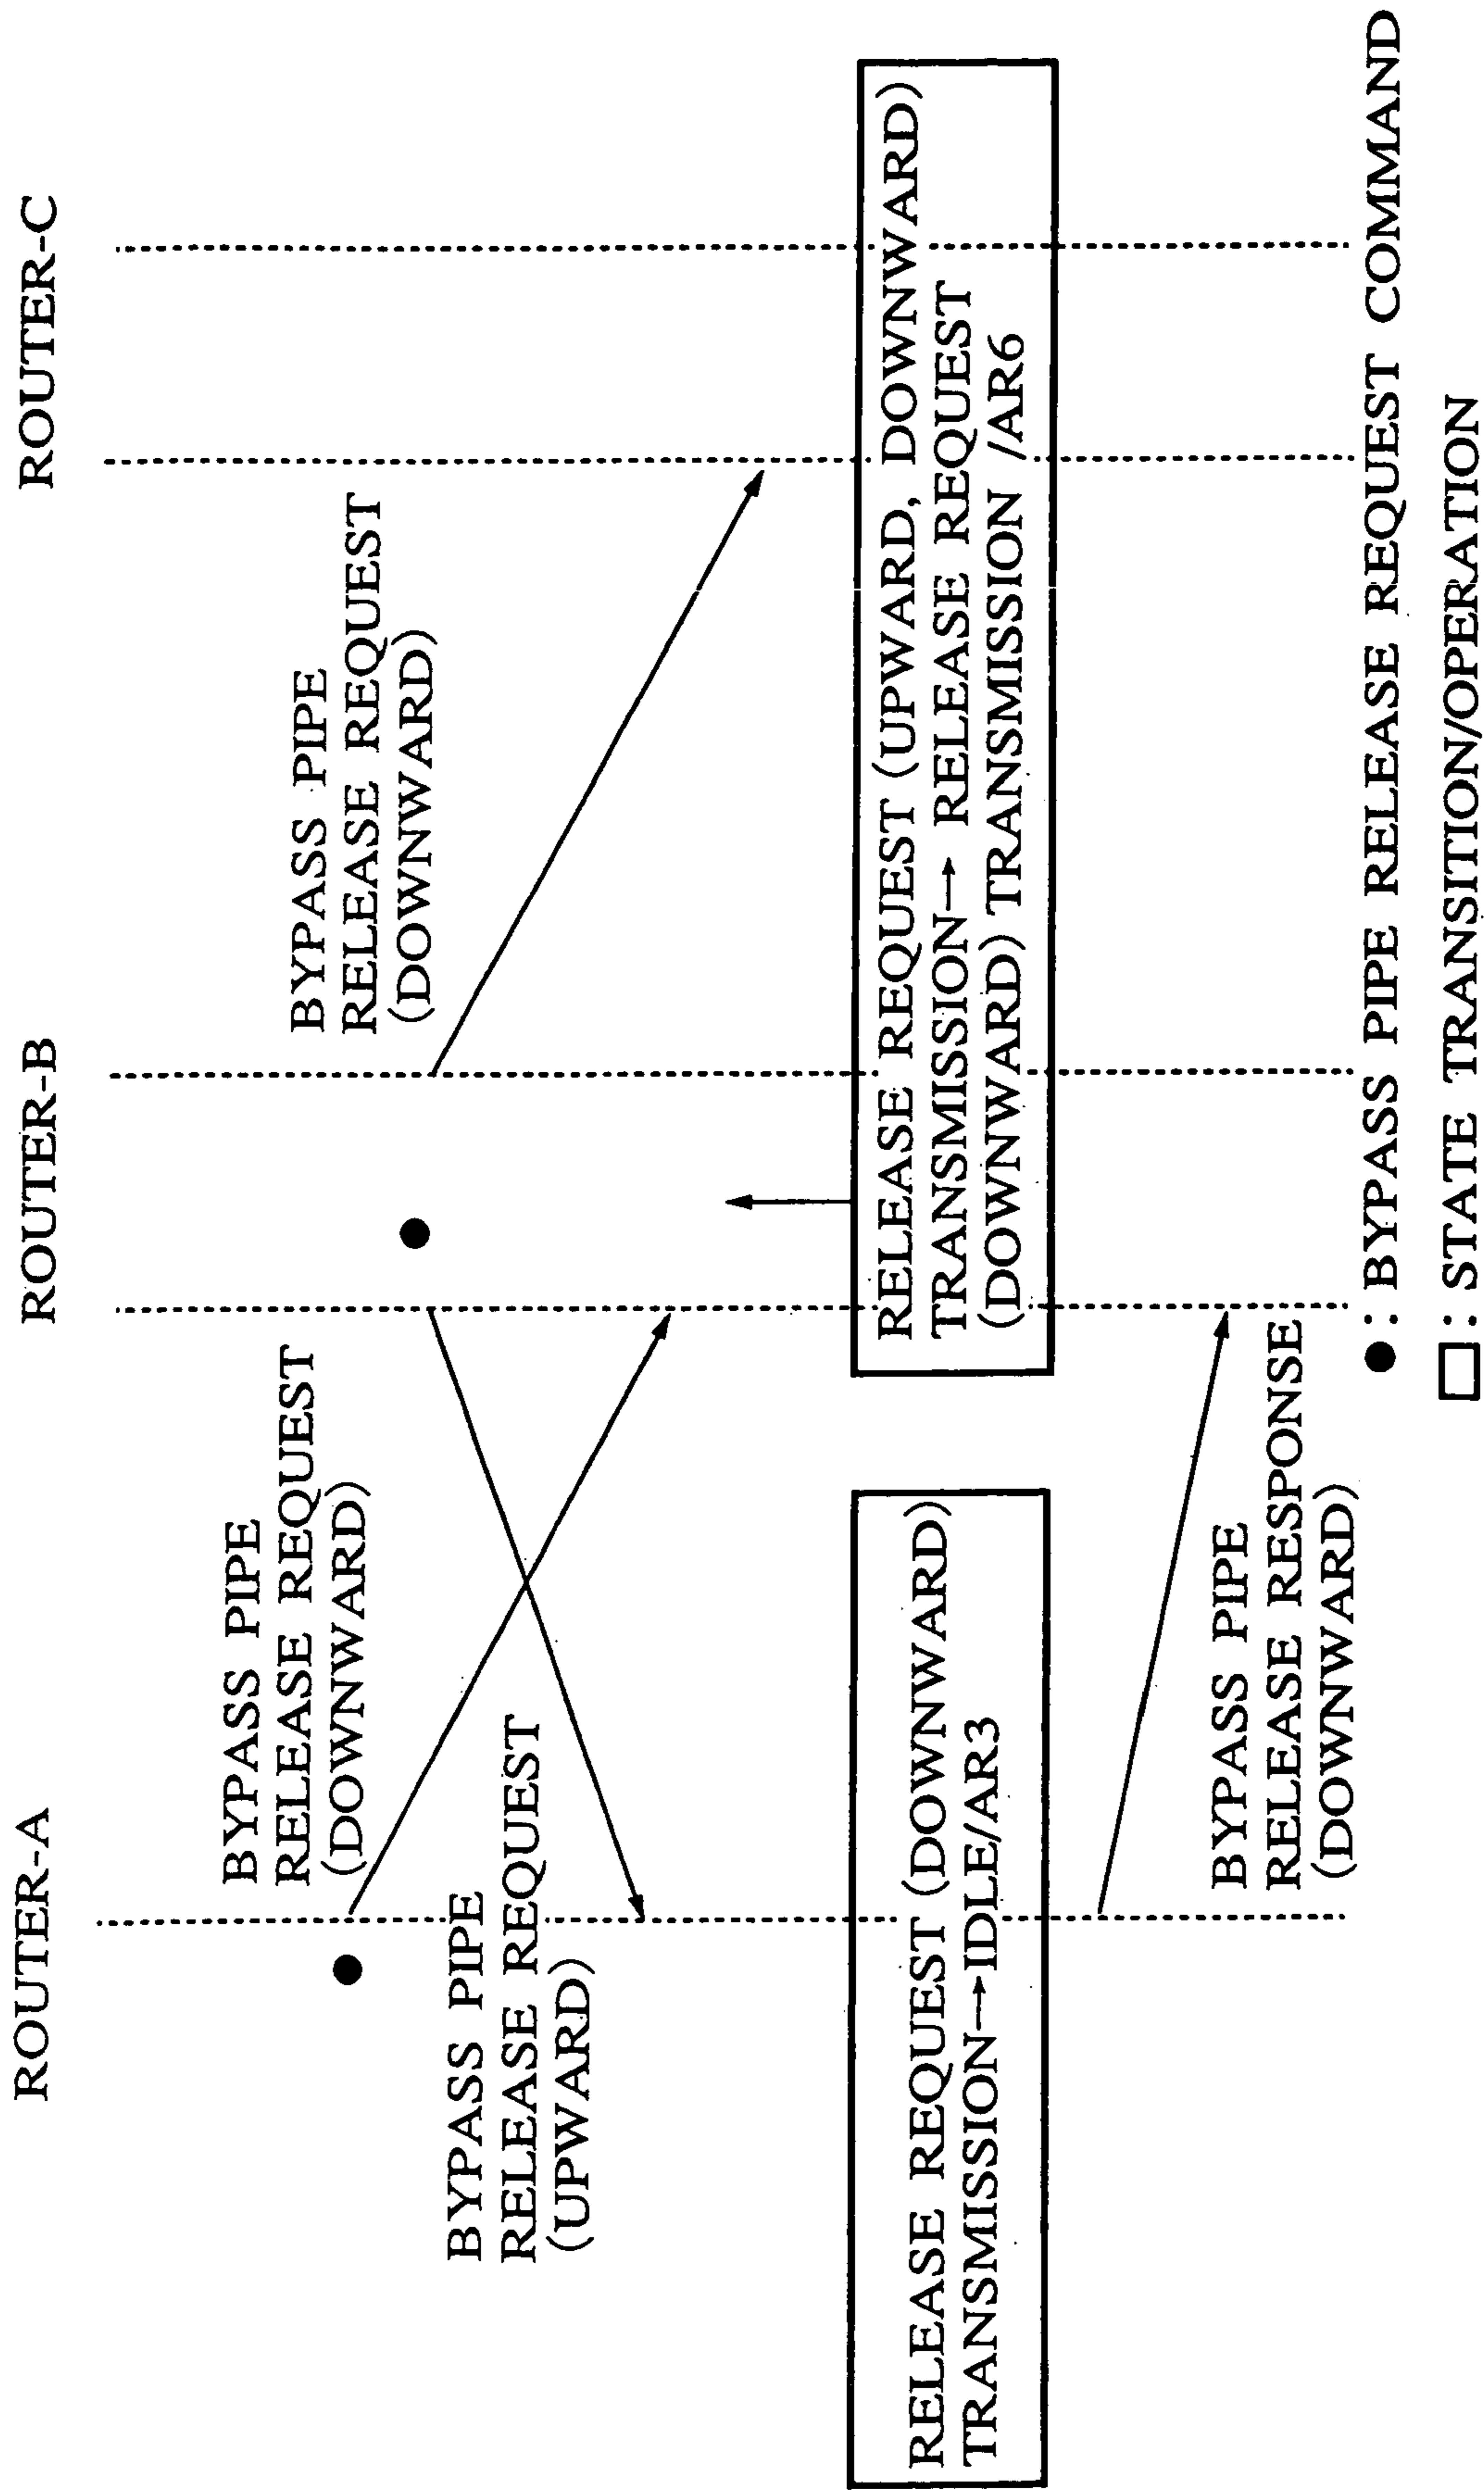 ROUTER-A
ROUTER-B
ROUTER-C
BYPASS PIPE
RELEASE REQUEST
(DOWNWARD)
BYPASS PIPE
RELEASE REQUEST
(DOWNWARD)
BYPASS PIPE
RELEASE REQUEST
(UPWARD)
RELEASE REQUEST (DOWNWARD)
TRANSMISSION→IDLE/AR3
RELEASE REQUEST (UPWARD, DOWNWARD)
TRANSMISSION→ RELEASE REQUEST
(DOWNWARD) TRANSMISSION /AR6
BYPASS PIPE
RELEASE RESPONSE
(DOWNWARD)
● : BYPASS PIPE RELEASE REQUEST COMMAND
□ : STATE TRANSITION/OPERATION